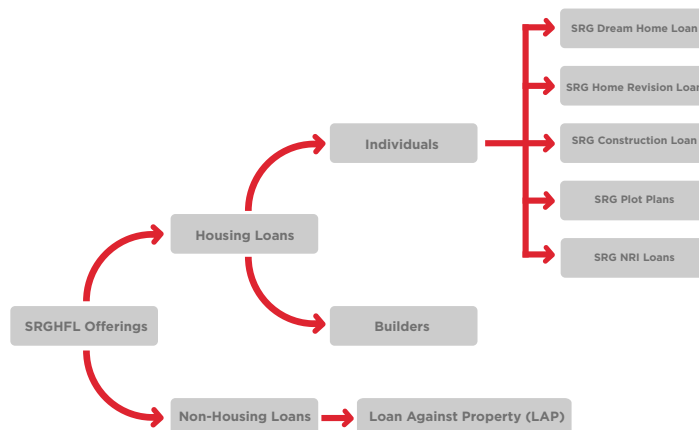 SRG Dream Home Loan
SRG Home Revision Loan
SRG Construction Loan
Individuals
SRG Plot Plans
Housing Loans
SRG NRI Loans
SRGHFL Offerings
Builders
Non-Housing Loans
Loan Against Property (LAP)